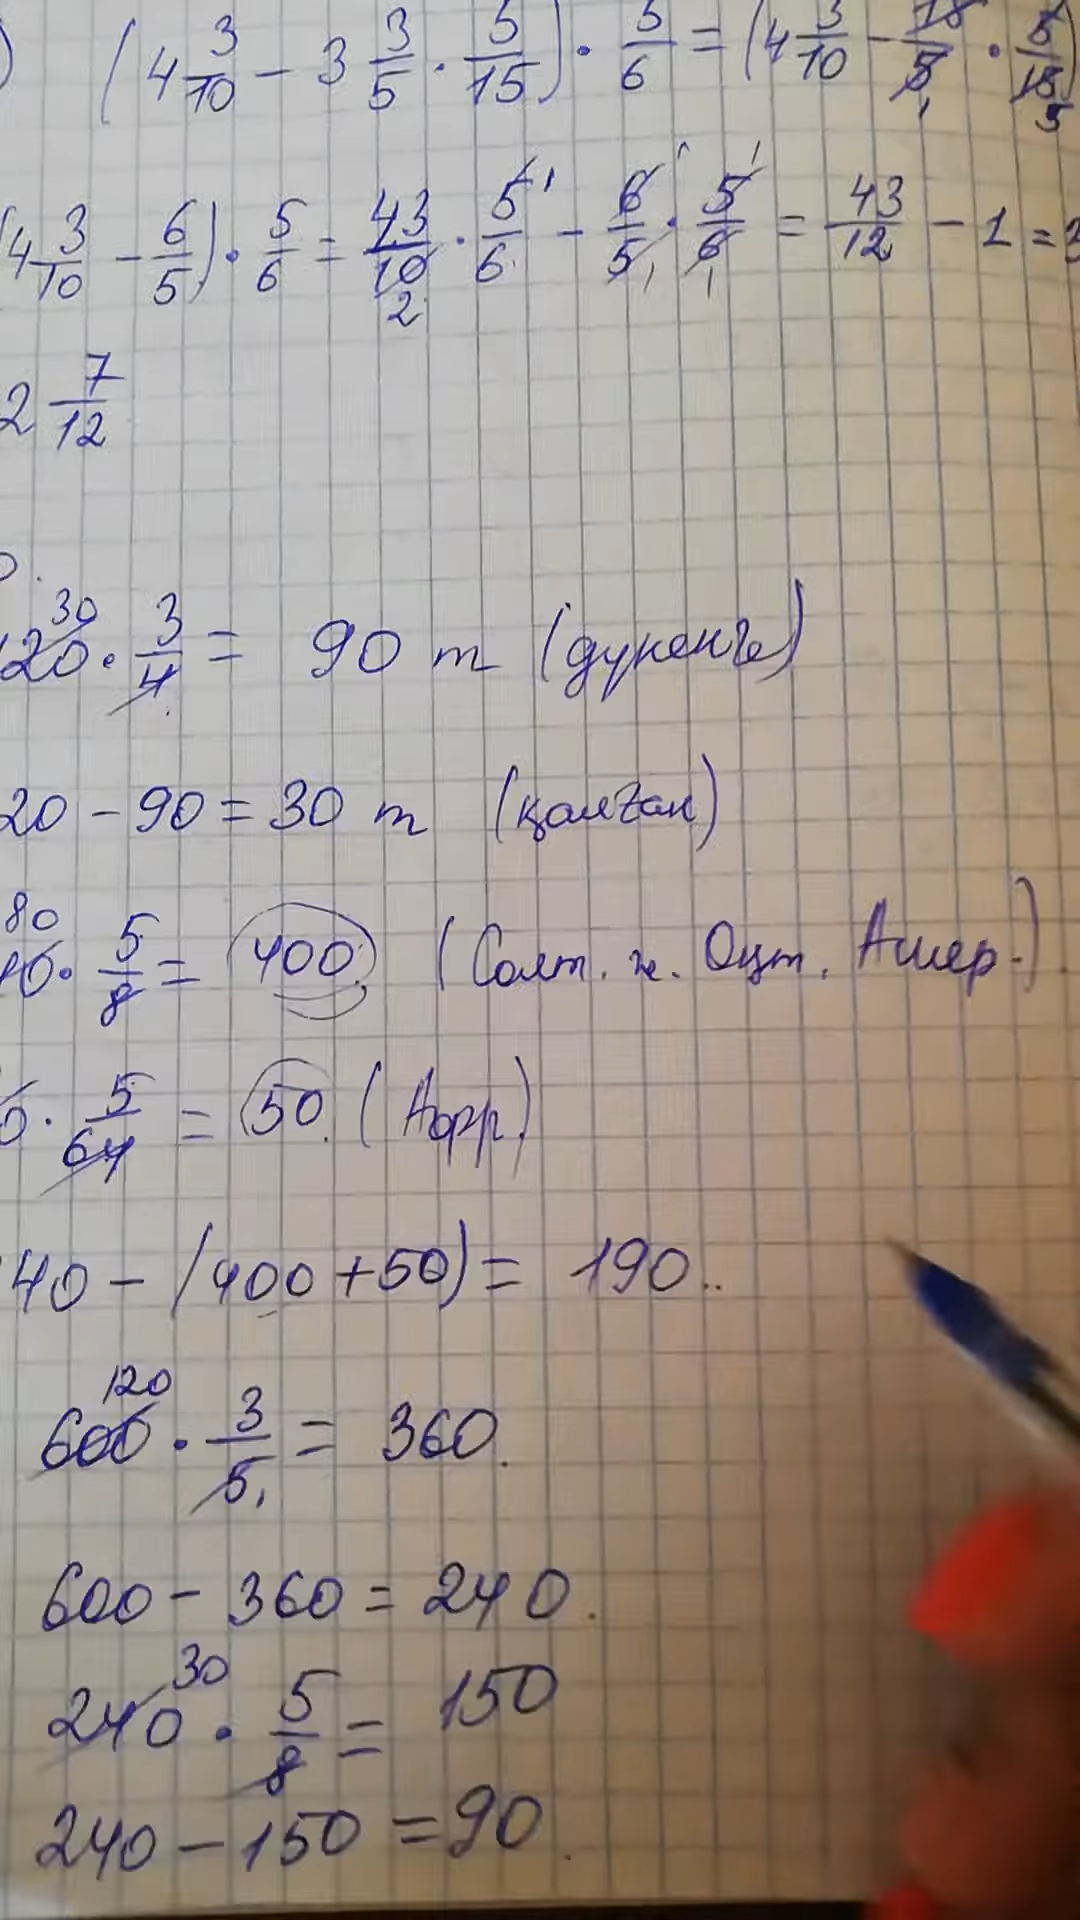 ) (4 3/10 - 3 3/5 · 5/15) · 5/6 = (4 3/10 - 18/5 · 5/15)
(4 3/10 - 6/5) · 5/6 = 43/10 · 5/6 - 6/5 · 5/6 = 43/12 - 1 = 3
2 7/12
120 · 3/4 = 90 т (дүкенге)
20 - 90 = 30 т (қалған)
· 5/8 = 400 (Солт. ж. Оңт. Амер.)
0 · 5/64 = 50 (Афр)
40 - (400 + 50) = 190.
600 · 3/5 = 360.
600 - 360 = 240.
240 · 5/8 = 150
240 - 150 = 90.